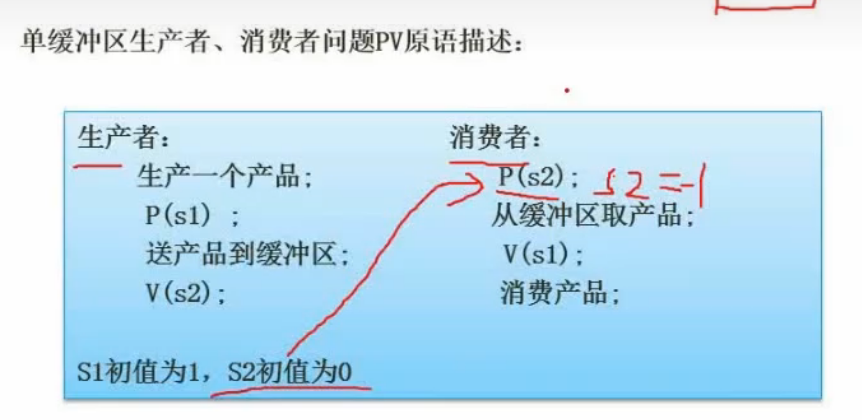 单缓冲区生产者、消费者问题PV原语描述：
生产者：
生产一个产品；
P(s1) ；
送产品到缓冲区；
V(s2)；
消费者：
P(s2)； s2=-1
从缓冲区取产品；
V(s1)；
消费产品；
S1初值为1，S2初值为0